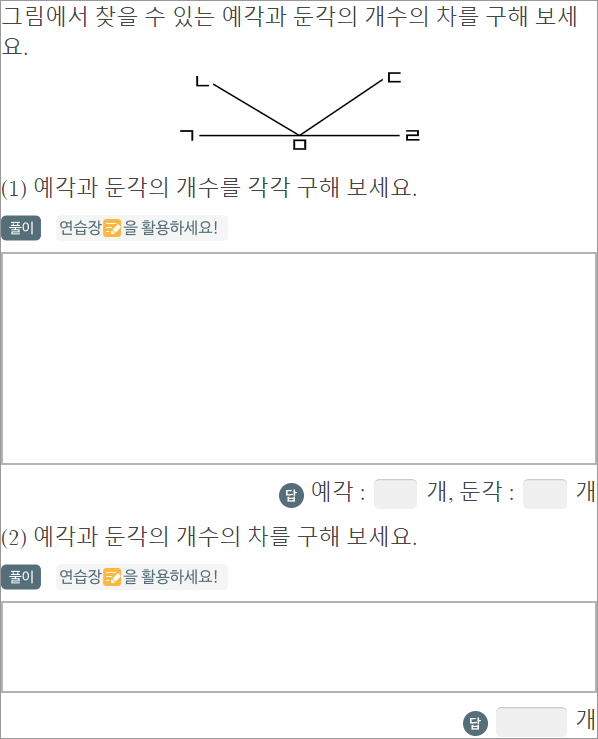 그림에서 찾을 수 있는 예각과 둔각의 개수의 차를 구해 보세
요.
ㄴ ㄷ
ㄱ ㄹ
ㅁ
(1) 예각과 둔각의 개수를 각각 구해 보세요.
풀이 연습장을 활용하세요!
답 예각 : 개, 둔각 : 개
(2) 예각과 둔각의 개수의 차를 구해 보세요.
풀이 연습장을 활용하세요!
답 개